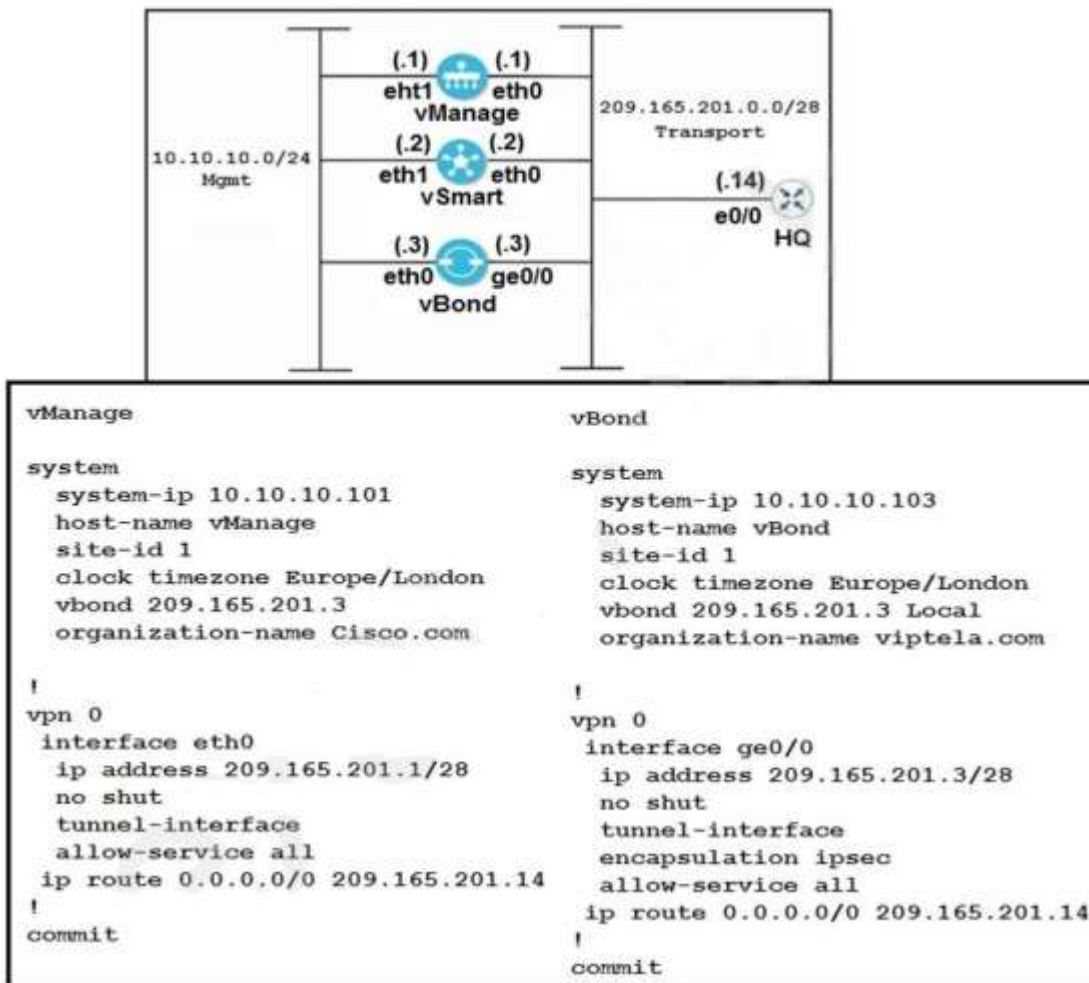 (.1) (.1)
eht1 eth0
vManage
209.165.201.0.0/28
Transport
(.2) (.2)
10.10.10.0/24
Mgmt
eth1 eth0
vSmart
(.14)
e0/0
HQ
(.3) (.3)
eth0 ge0/0
vBond
vManage
system
system-ip 10.10.10.101
host-name vManage
site-id 1
clock timezone Europe/London
vbond 209.165.201.3
organization-name Cisco.com
!
vpn 0
interface eth0
ip address 209.165.201.1/28
no shut
tunnel-interface
allow-service all
ip route 0.0.0.0/0 209.165.201.14
!
commit
vBond
system
system-ip 10.10.10.103
host-name vBond
site-id 1
clock timezone Europe/London
vbond 209.165.201.3 Local
organization-name viptela.com
!
vpn 0
interface ge0/0
ip address 209.165.201.3/28
no shut
tunnel-interface
encapsulation ipsec
allow-service all
ip route 0.0.0.0/0 209.165.201.14
!
commit